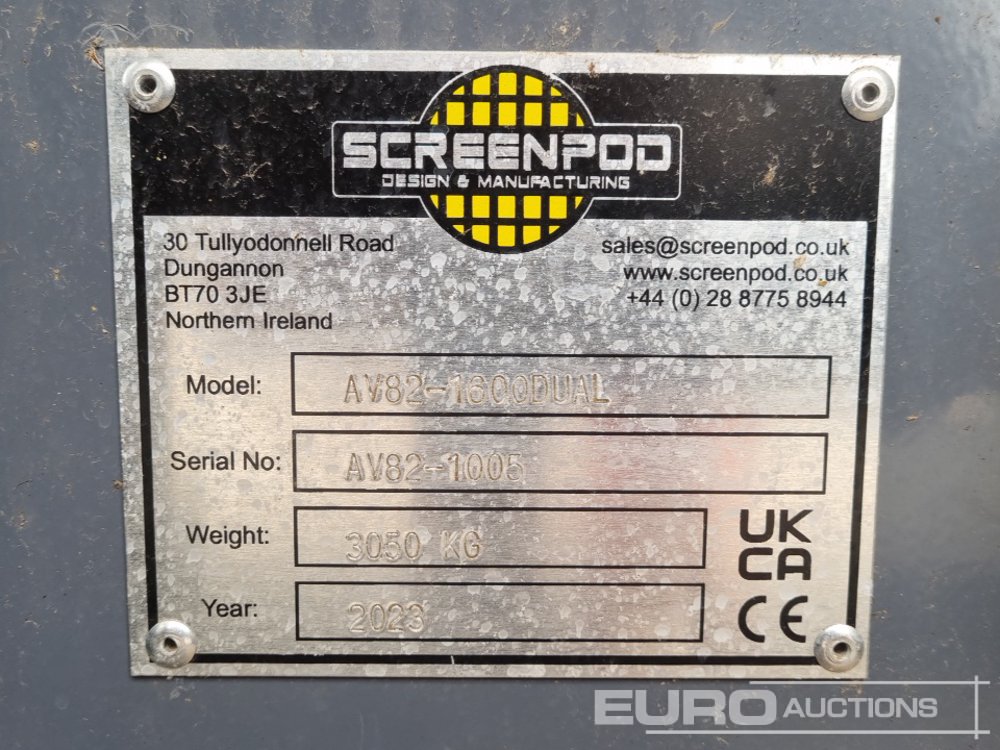 SCREENPOD
DESIGN & MANUFACTURING
30 Tullyodonnell Road
Dungannon
BT70 3JE
Northern Ireland
sales@screenpod.co.uk
www.screenpod.co.uk
+44 (0) 28 8775 8944
Model: AV82-1600DUAL
Serial No: AV82-1005
Weight: 3050 KG
Year: 2023
UK
CA
CE
EURO AUCTIONS